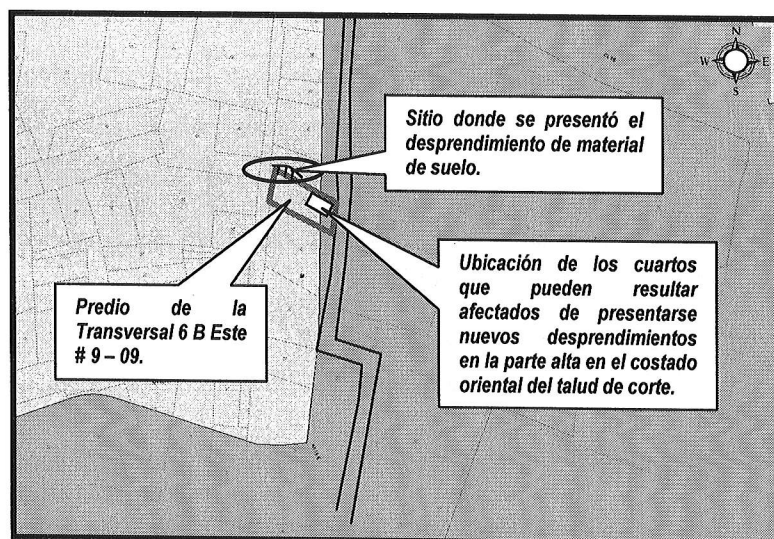 N
W E
S
Sitio donde se presentó el
desprendimiento de material
de suelo.
Ubicación de los cuartos
que pueden resultar
afectados de presentarse
nuevos desprendimientos
en la parte alta en el costado
oriental del talud de corte.
Predio de la
Transversal 6 B Este
# 9 – 09.